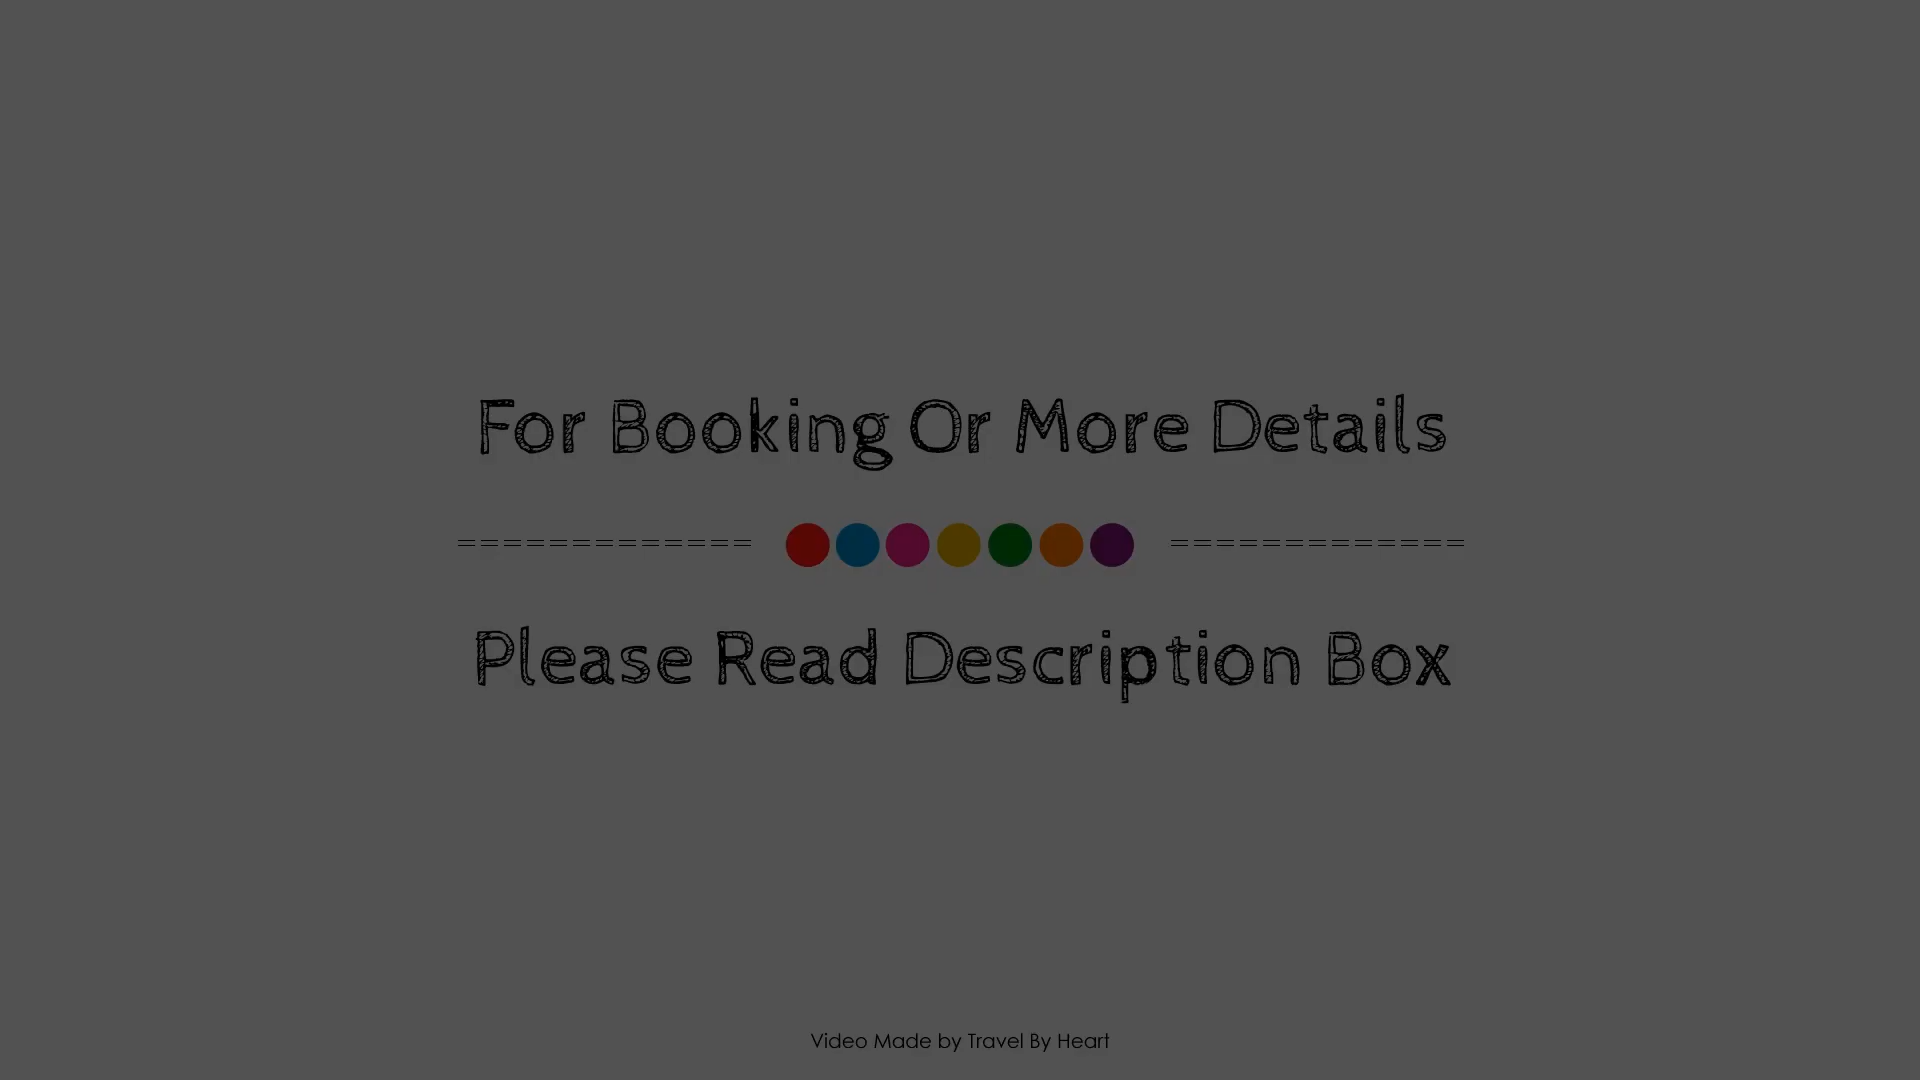 For Booking Or More Details
============= =============
Please Read Description Box
Video Made by Travel By Heart